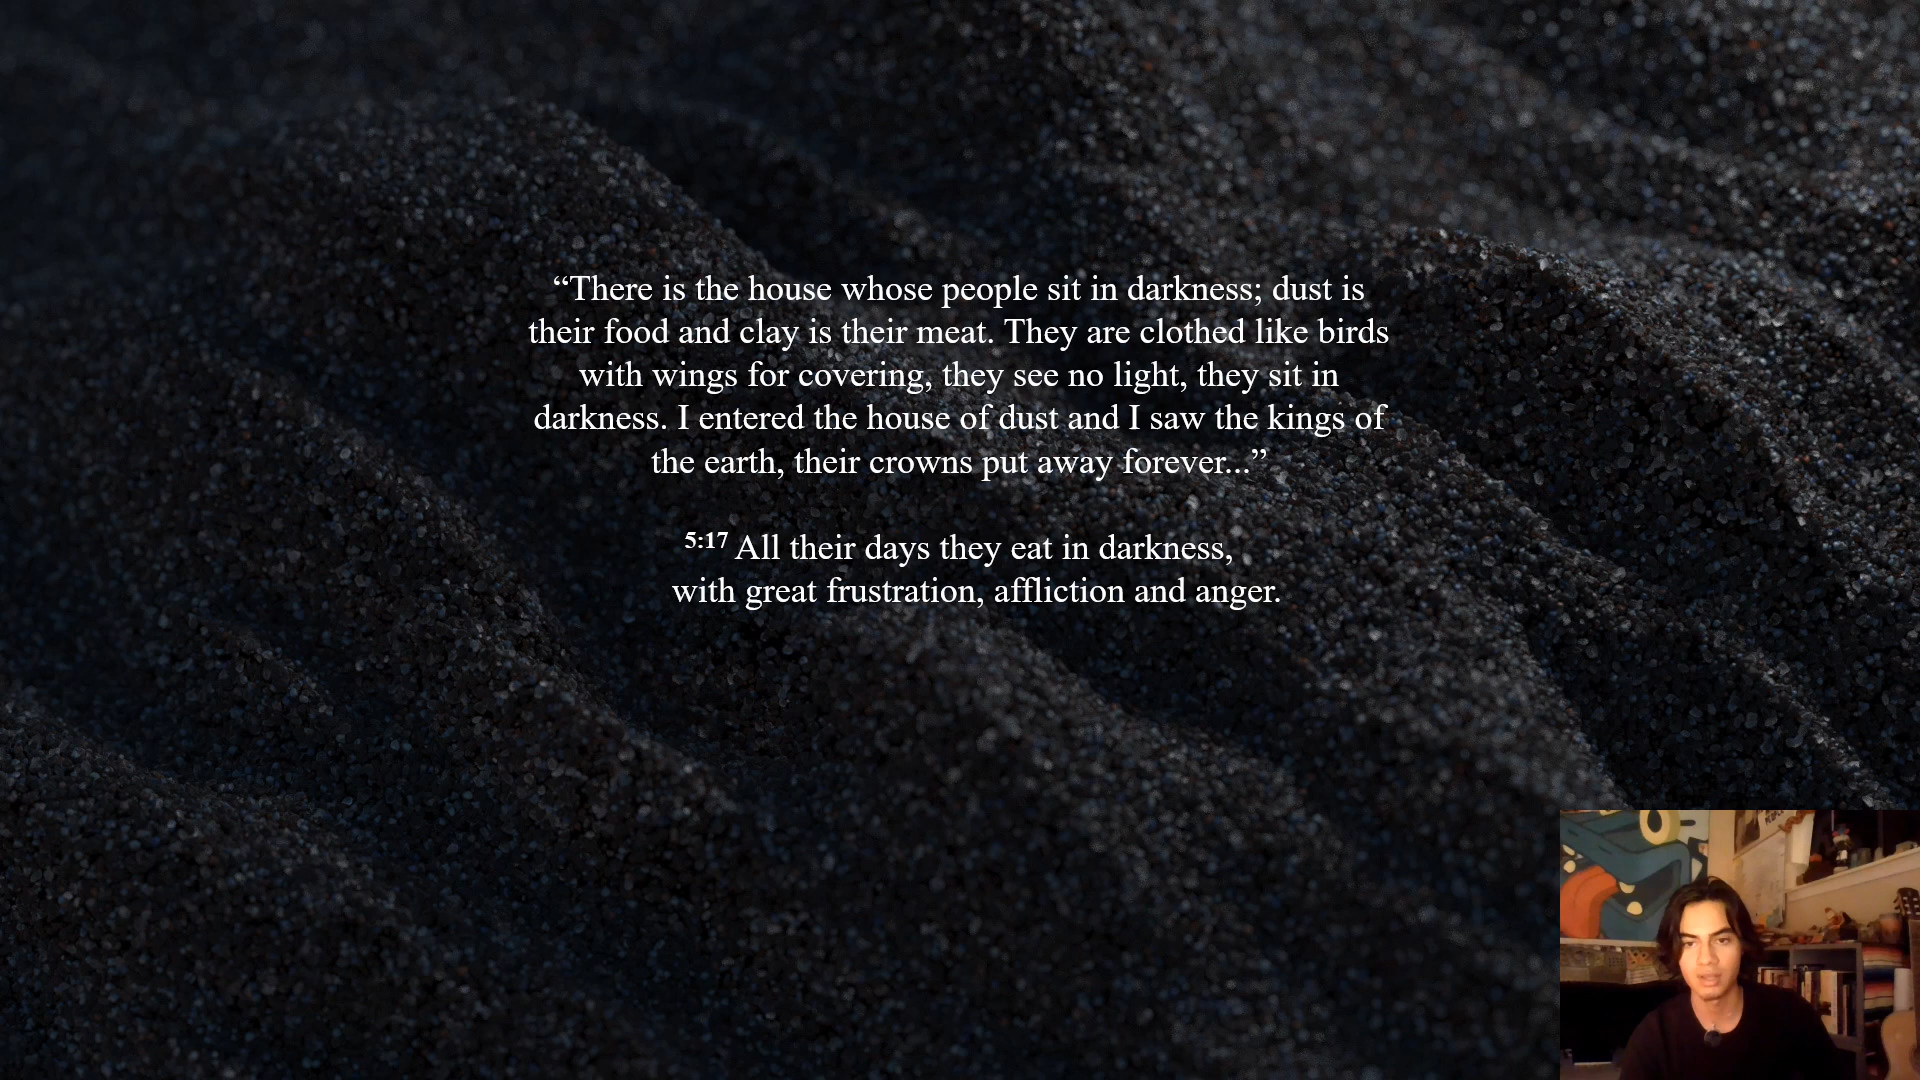 “There is the house whose people sit in darkness; dust is
their food and clay is their meat. They are clothed like birds
with wings for covering, they see no light, they sit in
darkness. I entered the house of dust and I saw the kings of
the earth, their crowns put away forever...”
5:17 All their days they eat in darkness,
with great frustration, affliction and anger.